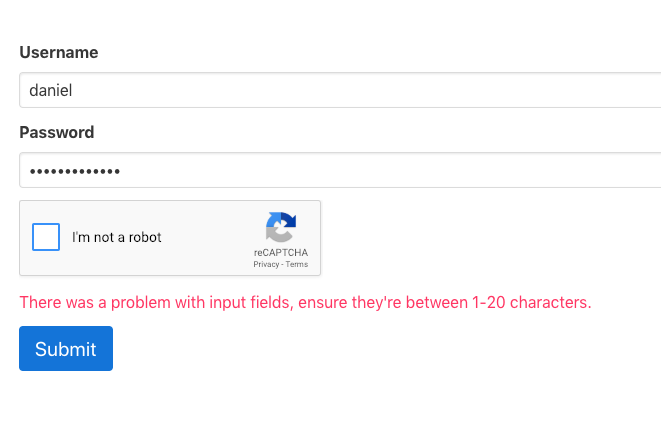 Username
daniel
Password
•••••••••••••
I'm not a robot
reCAPTCHA
Privacy - Terms
There was a problem with input fields, ensure they're between 1-20 characters.
Submit